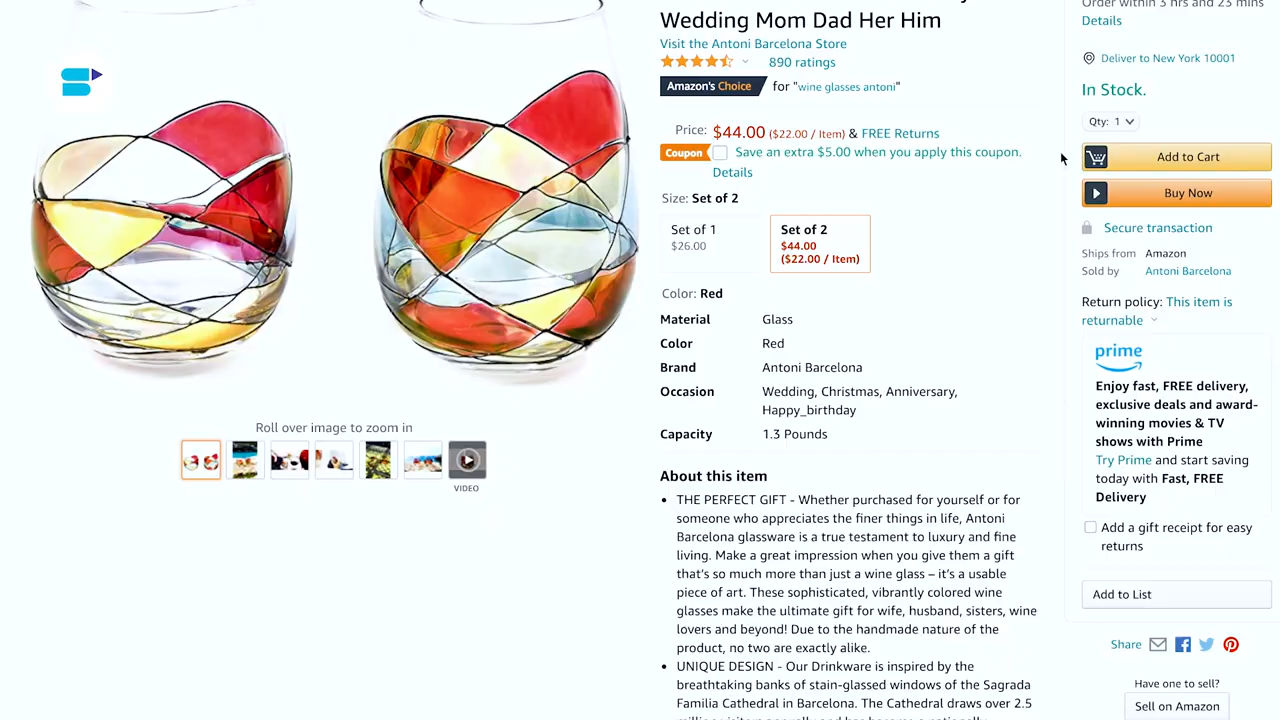 Wedding Mom Dad Her Him
Visit the Antoni Barcelona Store
890 ratings
Amazon's Choice for "wine glasses antoni"
Price: $44.00 ($22.00 / Item) & FREE Returns
Coupon Save an extra $5.00 when you apply this coupon.
Details
Size: Set of 2
Set of 1
$26.00
Set of 2
$44.00
($22.00 / Item)
Color: Red
Material Glass
Color Red
Brand Antoni Barcelona
Occasion Wedding, Christmas, Anniversary,
Happy_birthday
Capacity 1.3 Pounds
About this item
• THE PERFECT GIFT - Whether purchased for yourself or for
someone who appreciates the finer things in life, Antoni
Barcelona glassware is a true testament to luxury and fine
living. Make a great impression when you give them a gift
that's so much more than just a wine glass – it's a usable
piece of art. These sophisticated, vibrantly colored wine
glasses make the ultimate gift for wife, husband, sisters, wine
lovers and beyond! Due to the handmade nature of the
product, no two are exactly alike.
• UNIQUE DESIGN - Our Drinkware is inspired by the
breathtaking banks of stain-glassed windows of the Sagrada
Familia Cathedral in Barcelona. The Cathedral draws over 2.5
Roll over image to zoom in
VIDEO
Order within 3 hrs and 23 mins
Details
Deliver to New York 10001
In Stock.
Qty: 1
Add to Cart
Buy Now
Secure transaction
Ships from Amazon
Sold by Antoni Barcelona
Return policy: This item is
returnable
prime
Enjoy fast, FREE delivery,
exclusive deals and award-
winning movies & TV
shows with Prime
Try Prime and start saving
today with Fast, FREE
Delivery
Add a gift receipt for easy
returns
Add to List
Share
Have one to sell?
Sell on Amazon